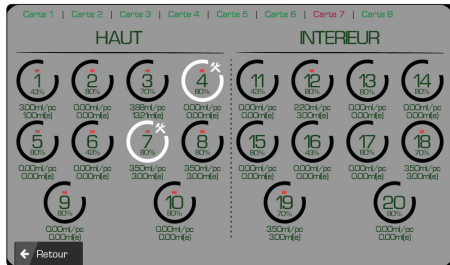 Carte 1 | Carte 2 | Carte 3 | Carte 4 | Carte 5 | Carte 6 | Carte 7 | Carte 8
HAUT
INTERIEUR
1 2 3 4 11 12 13 14
43% 80% 70% 80% 80% 80% 80% 80%
3.00ml/pc 0.00ml/pc 3.88ml/pc 0.00ml/pc 0.00ml/pc 2.20ml/pc 0.00ml/pc 0.00ml/pc
1.00ml(e) 0.00ml(e) 13.21ml(e) 0.00ml(e) 0.00ml(e) 3.00ml(e) 0.00ml(e) 0.00ml(e)
5 6 7 8 15 16 17 18
80% 43% 80% 80% 80% 43% 80% 70%
0.00ml/pc 0.00ml/pc 3.50ml/pc 3.50ml/pc 0.00ml/pc 0.00ml/pc 0.00ml/pc 3.50ml/pc
0.00ml(e) 0.00ml(e) 3.00ml(e) 3.00ml(e) 0.00ml(e) 0.00ml(e) 0.00ml(e) 3.00ml(e)
9 10 19 20
80% 80% 70% 90%
0.00ml/pc 0.00ml/pc 3.50ml/pc 0.00ml/pc
0.00ml(e) 0.00ml(e) 3.00ml(e) 0.00ml(e)
Retour